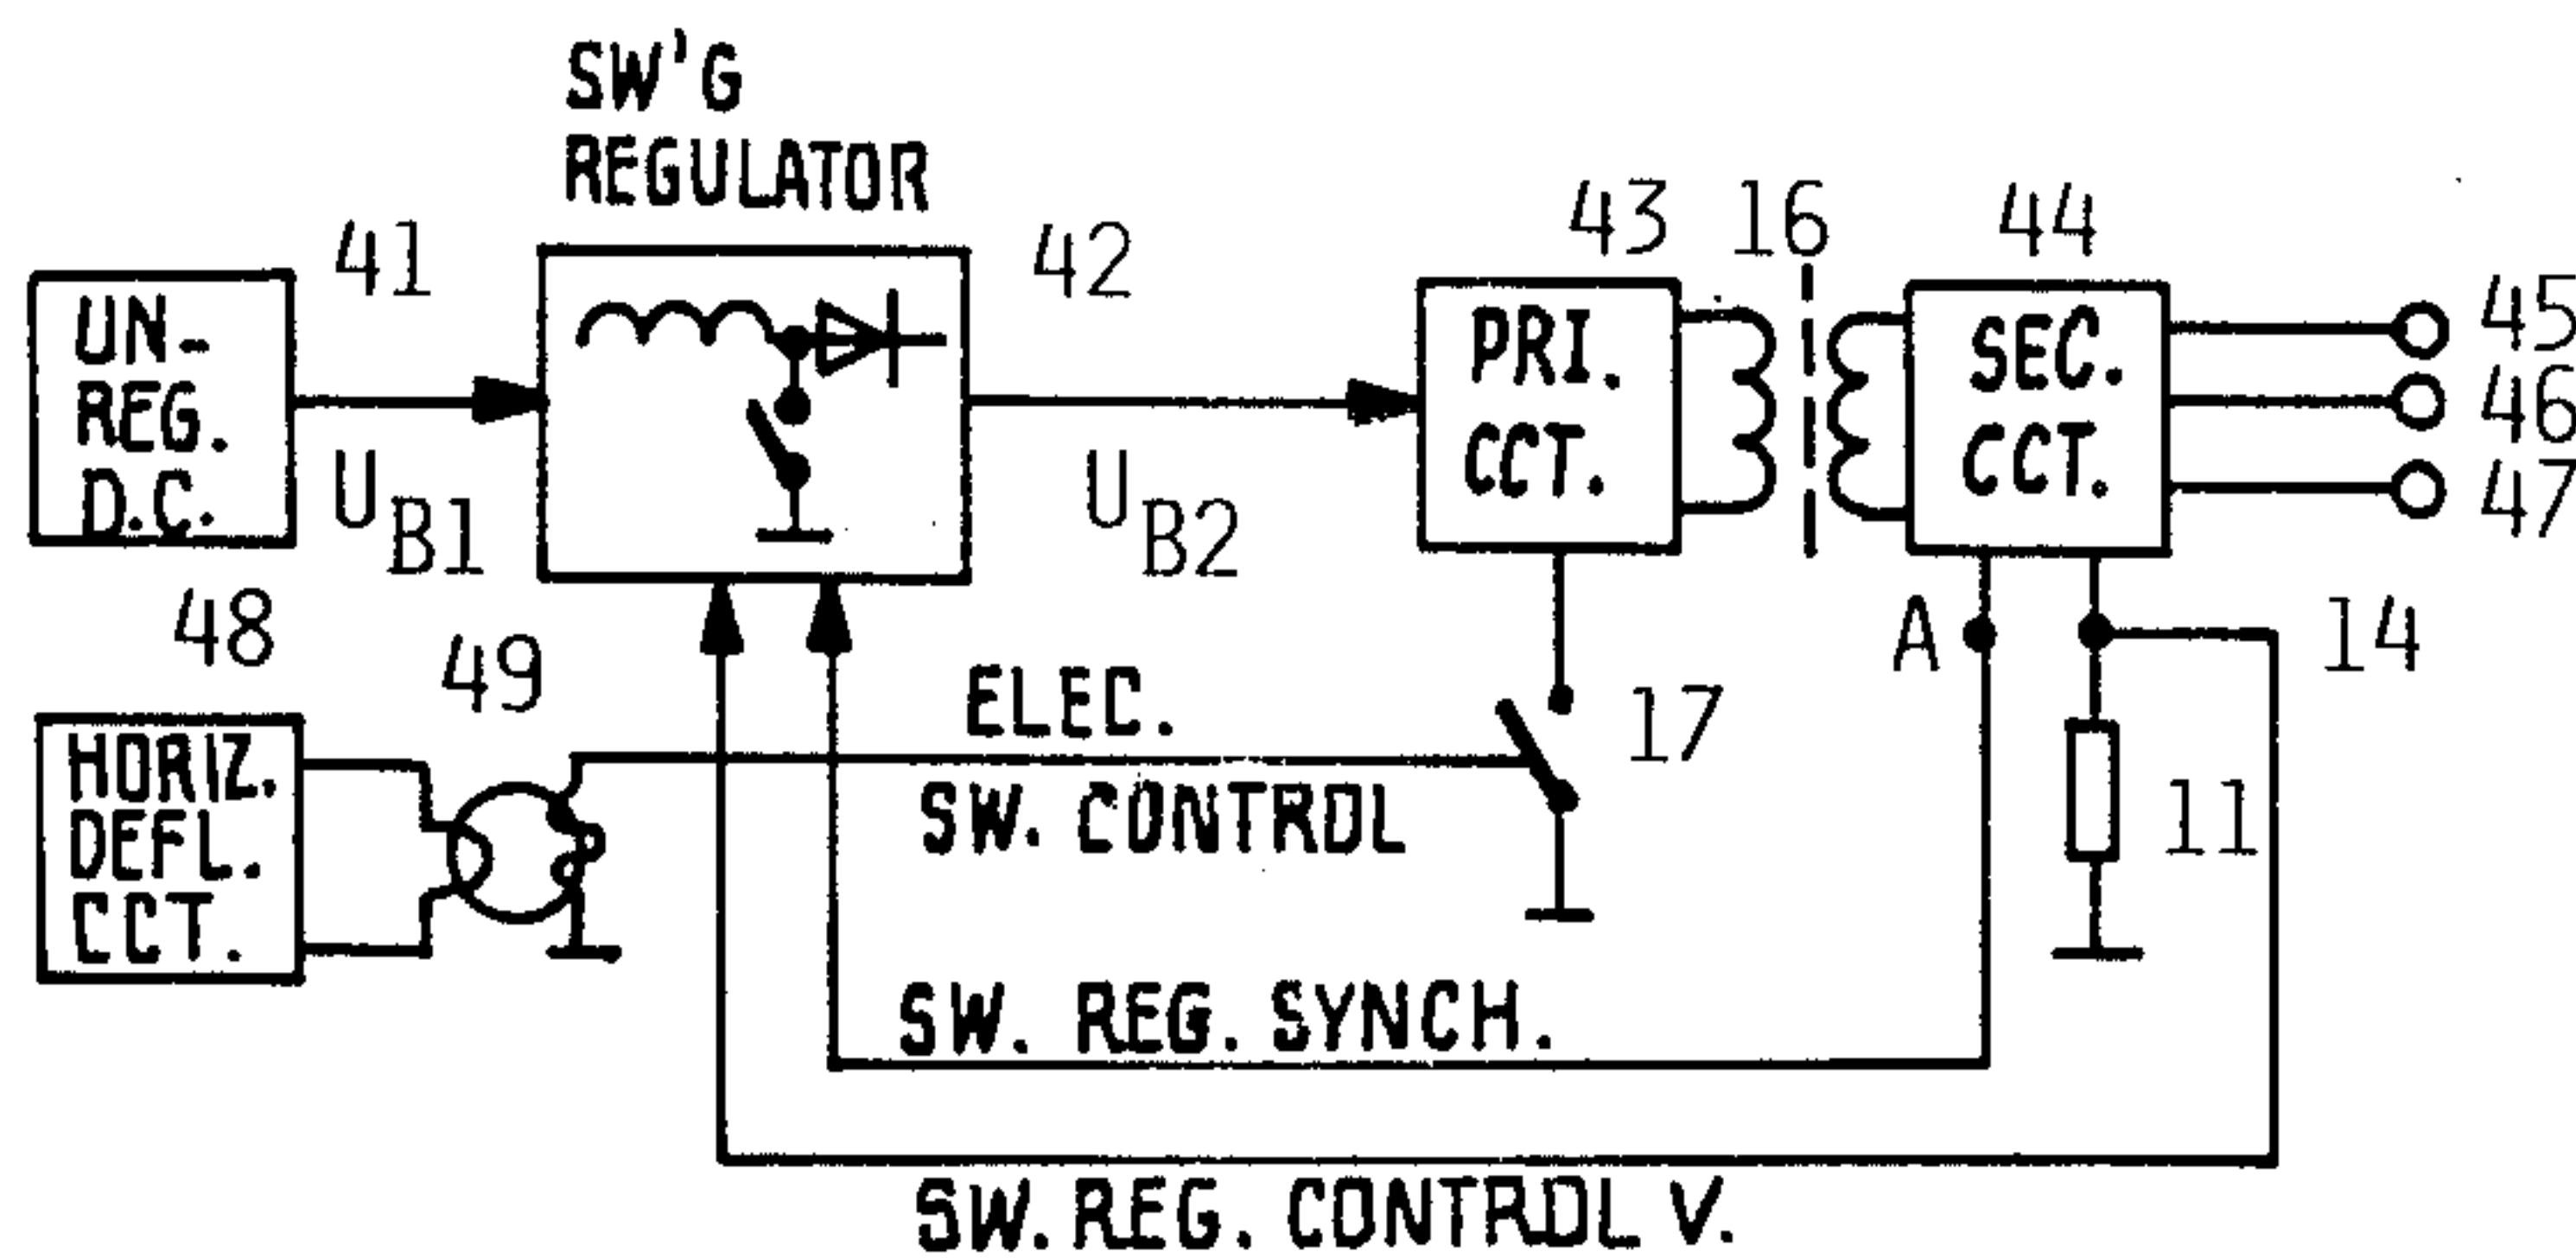 SW'G
REGULATOR
41
42
43
16
44
UN-
REG.
D.C.
U B1
U B2
PRI.
CCT.
SEC.
CCT.
45
46
47
48
49
A
14
ELEC.
SW. CONTROL
17
11
HORIZ.
DEFL.
CCT.
SW. REG. SYNCH.
SW. REG. CONTROL V.